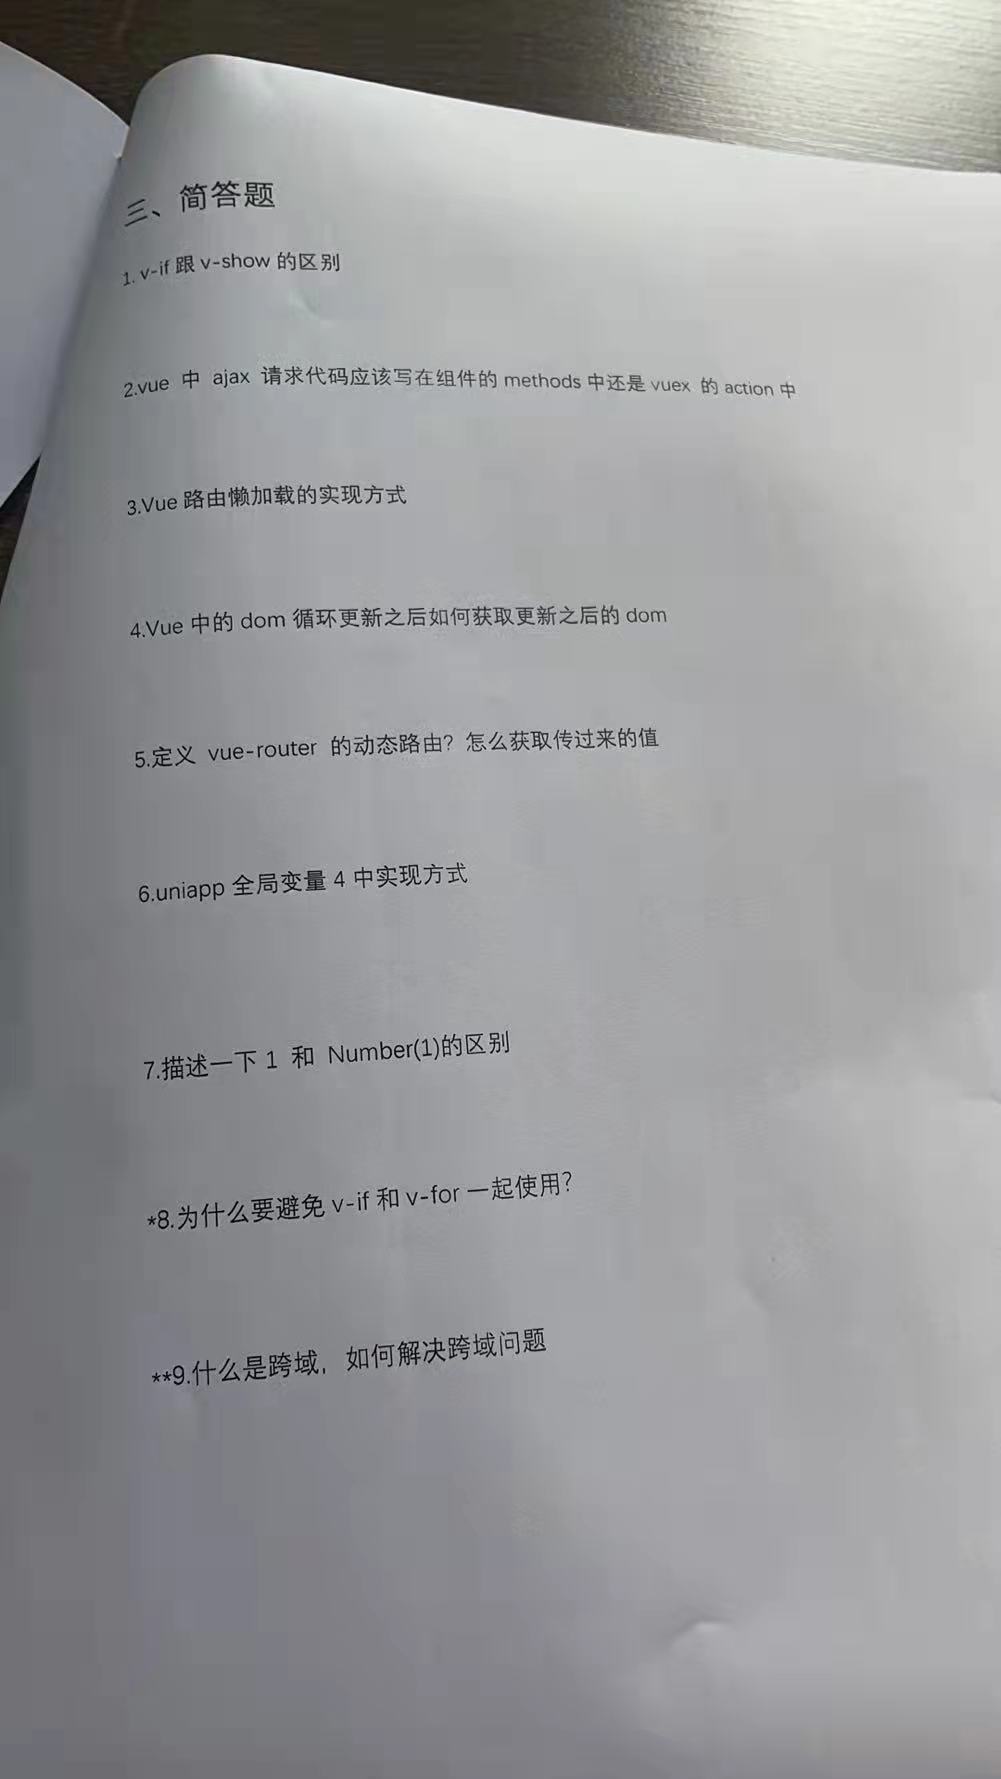 三、简答题
1. v-if 跟 v-show 的区别
2.vue 中 ajax 请求代码应该写在组件的 methods 中还是 vuex 的 action 中
3.Vue 路由懒加载的实现方式
4.Vue 中的 dom 循环更新之后如何获取更新之后的 dom
5.定义 vue-router 的动态路由？怎么获取传过来的值
6.uniapp 全局变量 4 中实现方式
7.描述一下 1 和 Number(1)的区别
*8.为什么要避免 v-if 和 v-for 一起使用？
**9.什么是跨域，如何解决跨域问题